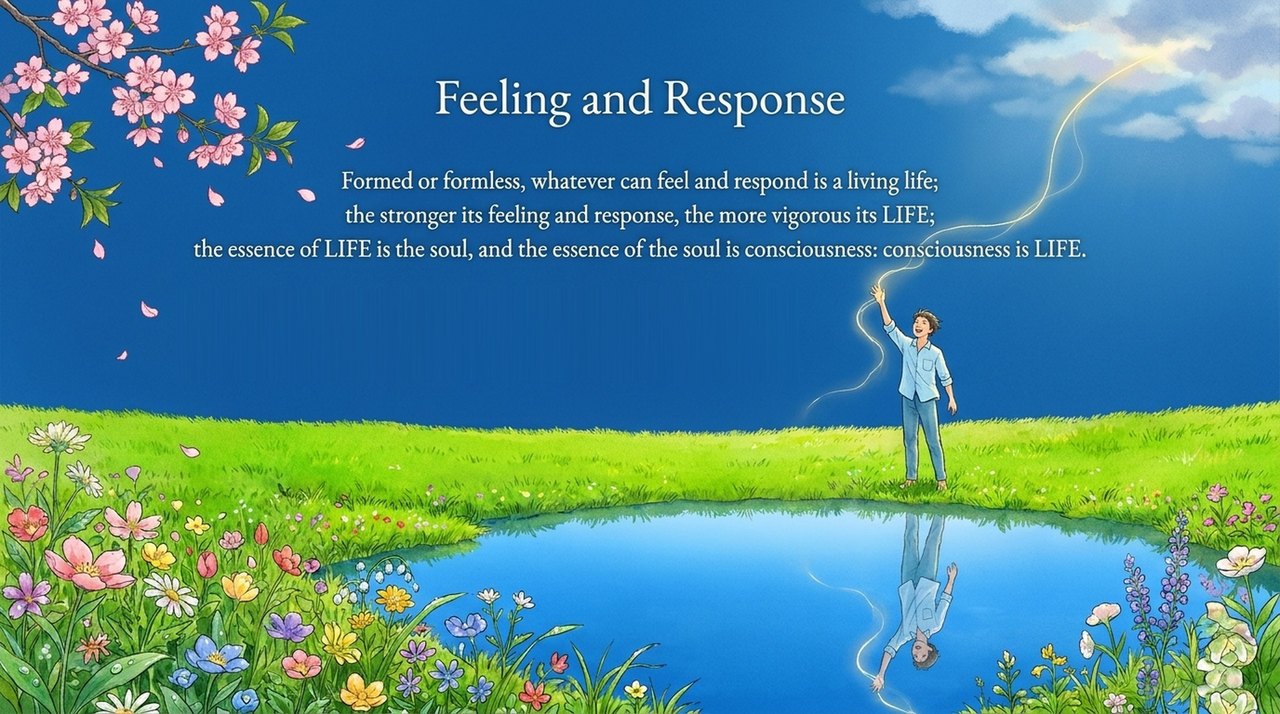 Feeling and Response
Formed or formless, whatever can feel and respond is a living life;
the stronger its feeling and response, the more vigorous its LIFE;
the essence of LIFE is the soul, and the essence of the soul is consciousness: consciousness is LIFE.